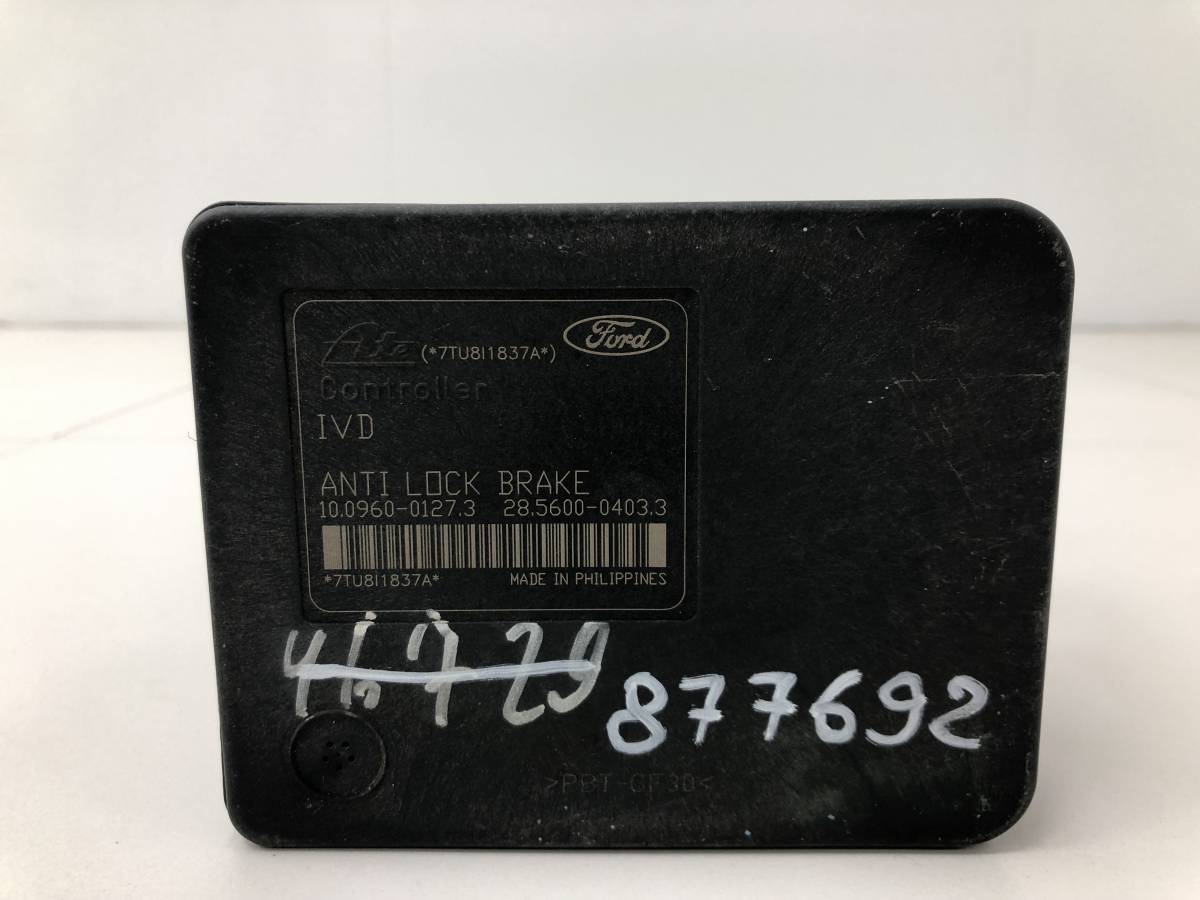 Ate (*7TU8I1837A*) Ford
Controller
IVD
ANTI LOCK BRAKE
10.0960-0127.3 28.5600-0403.3
*7TU8I1837A* MADE IN PHILIPPINES
877692
>PBT-GF30<